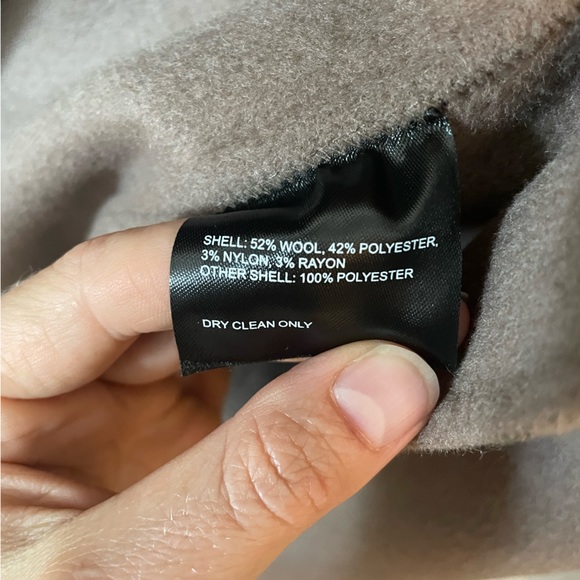 SHELL: 52% WOOL, 42% POLYESTER,
3% NYLON, 3% RAYON
OTHER SHELL: 100% POLYESTER
DRY CLEAN ONLY